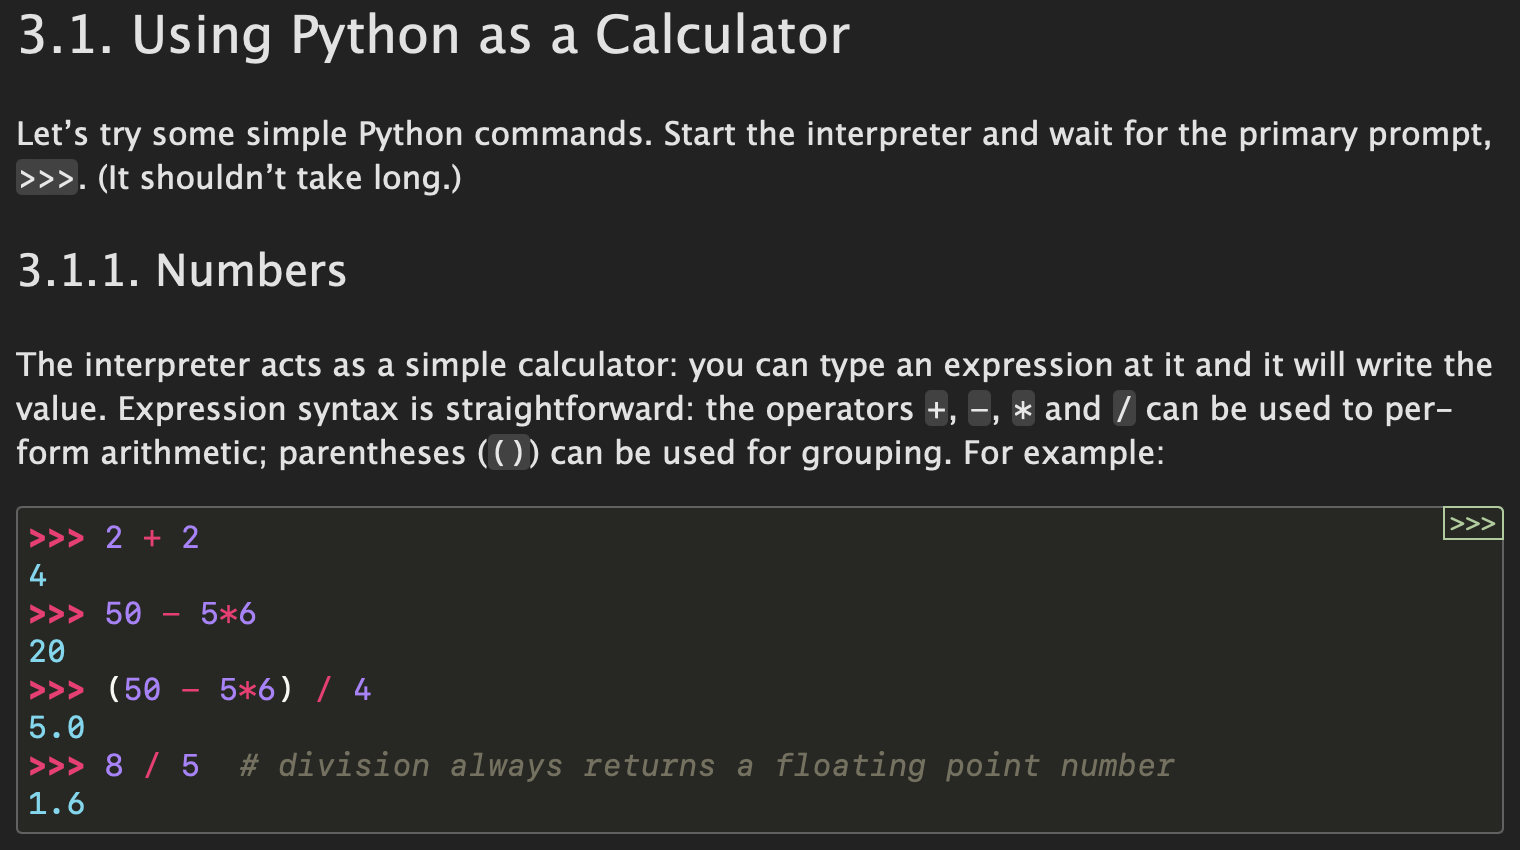 3.1. Using Python as a Calculator
Let’s try some simple Python commands. Start the interpreter and wait for the primary prompt,
>>>. (It shouldn’t take long.)
3.1.1. Numbers
The interpreter acts as a simple calculator: you can type an expression at it and it will write the
value. Expression syntax is straightforward: the operators +, -, * and / can be used to per-
form arithmetic; parentheses (()) can be used for grouping. For example:
>>>
>>> 2 + 2
4
>>> 50 - 5*6
20
>>> (50 - 5*6) / 4
5.0
>>> 8 / 5  # division always returns a floating point number
1.6